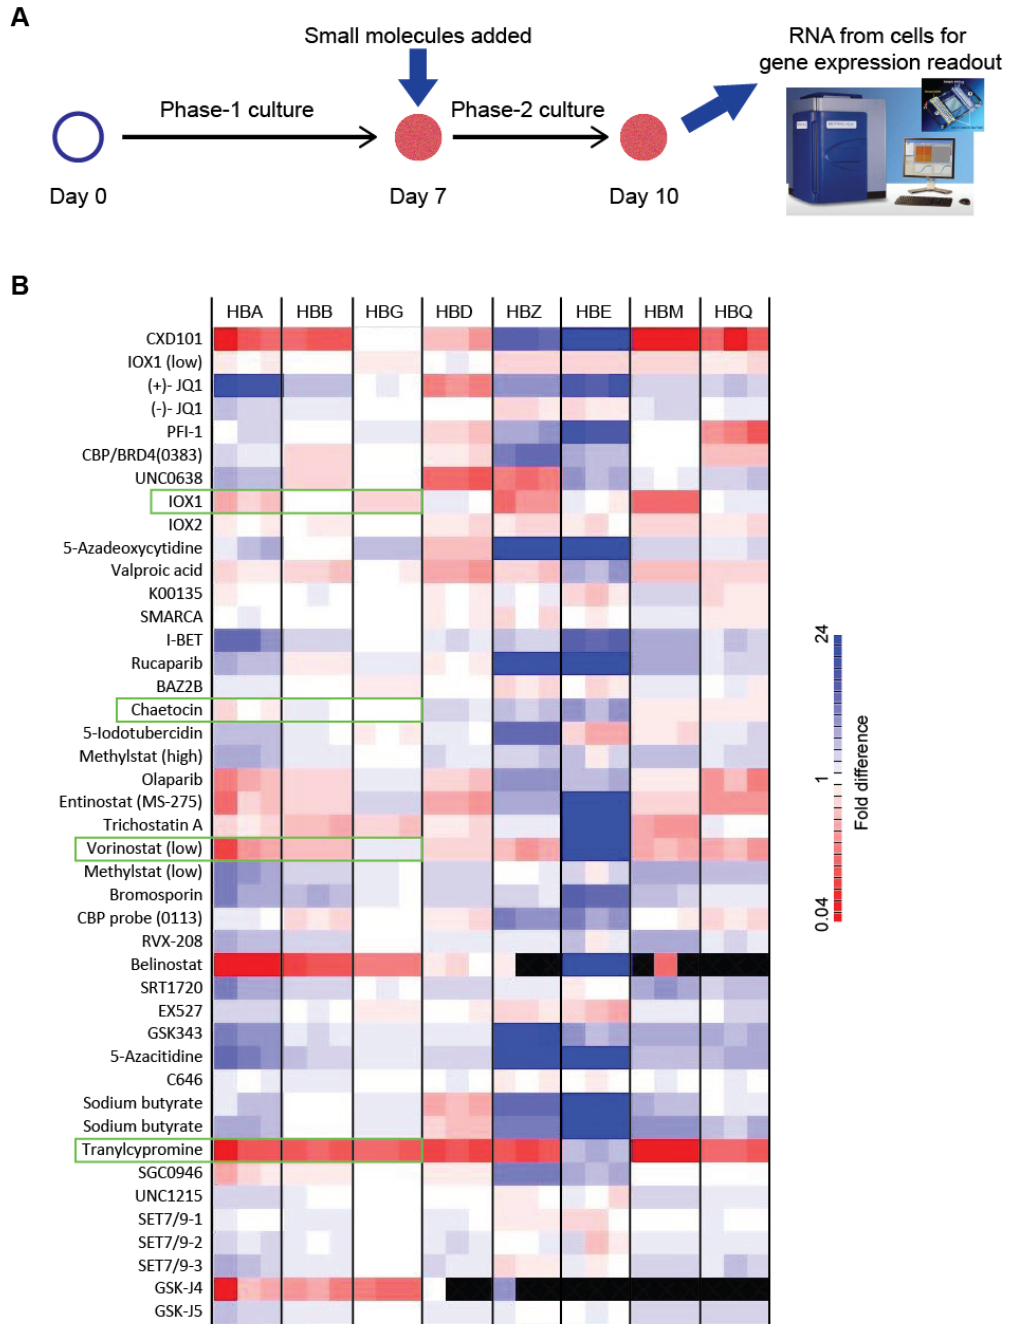 A
Small molecules added
RNA from cells for
gene expression readout
Phase-1 culture
Phase-2 culture
Day 0
Day 7
Day 10
B
HBA HBB HBG HBD HBZ HBE HBM HBQ
CXD101
IOX1 (low)
(+)- JQ1
(-)- JQ1
PFI-1
CBP/BRD4(0383)
UNC0638
IOX1
IOX2
5-Azadeoxycytidine
Valproic acid
K00135
SMARCA
I-BET
Rucaparib
BAZ2B
Chaetocin
5-Iodotubercidin
Methylstat (high)
Olaparib
Entinostat (MS-275)
Trichostatin A
Vorinostat (low)
Methylstat (low)
Bromosporin
CBP probe (0113)
RVX-208
Belinostat
SRT1720
EX527
GSK343
5-Azacitidine
C646
Sodium butyrate
Sodium butyrate
Tranylcypromine
SGC0946
UNC1215
SET7/9-1
SET7/9-2
SET7/9-3
GSK-J4
GSK-J5
24
1
0.04
Fold difference